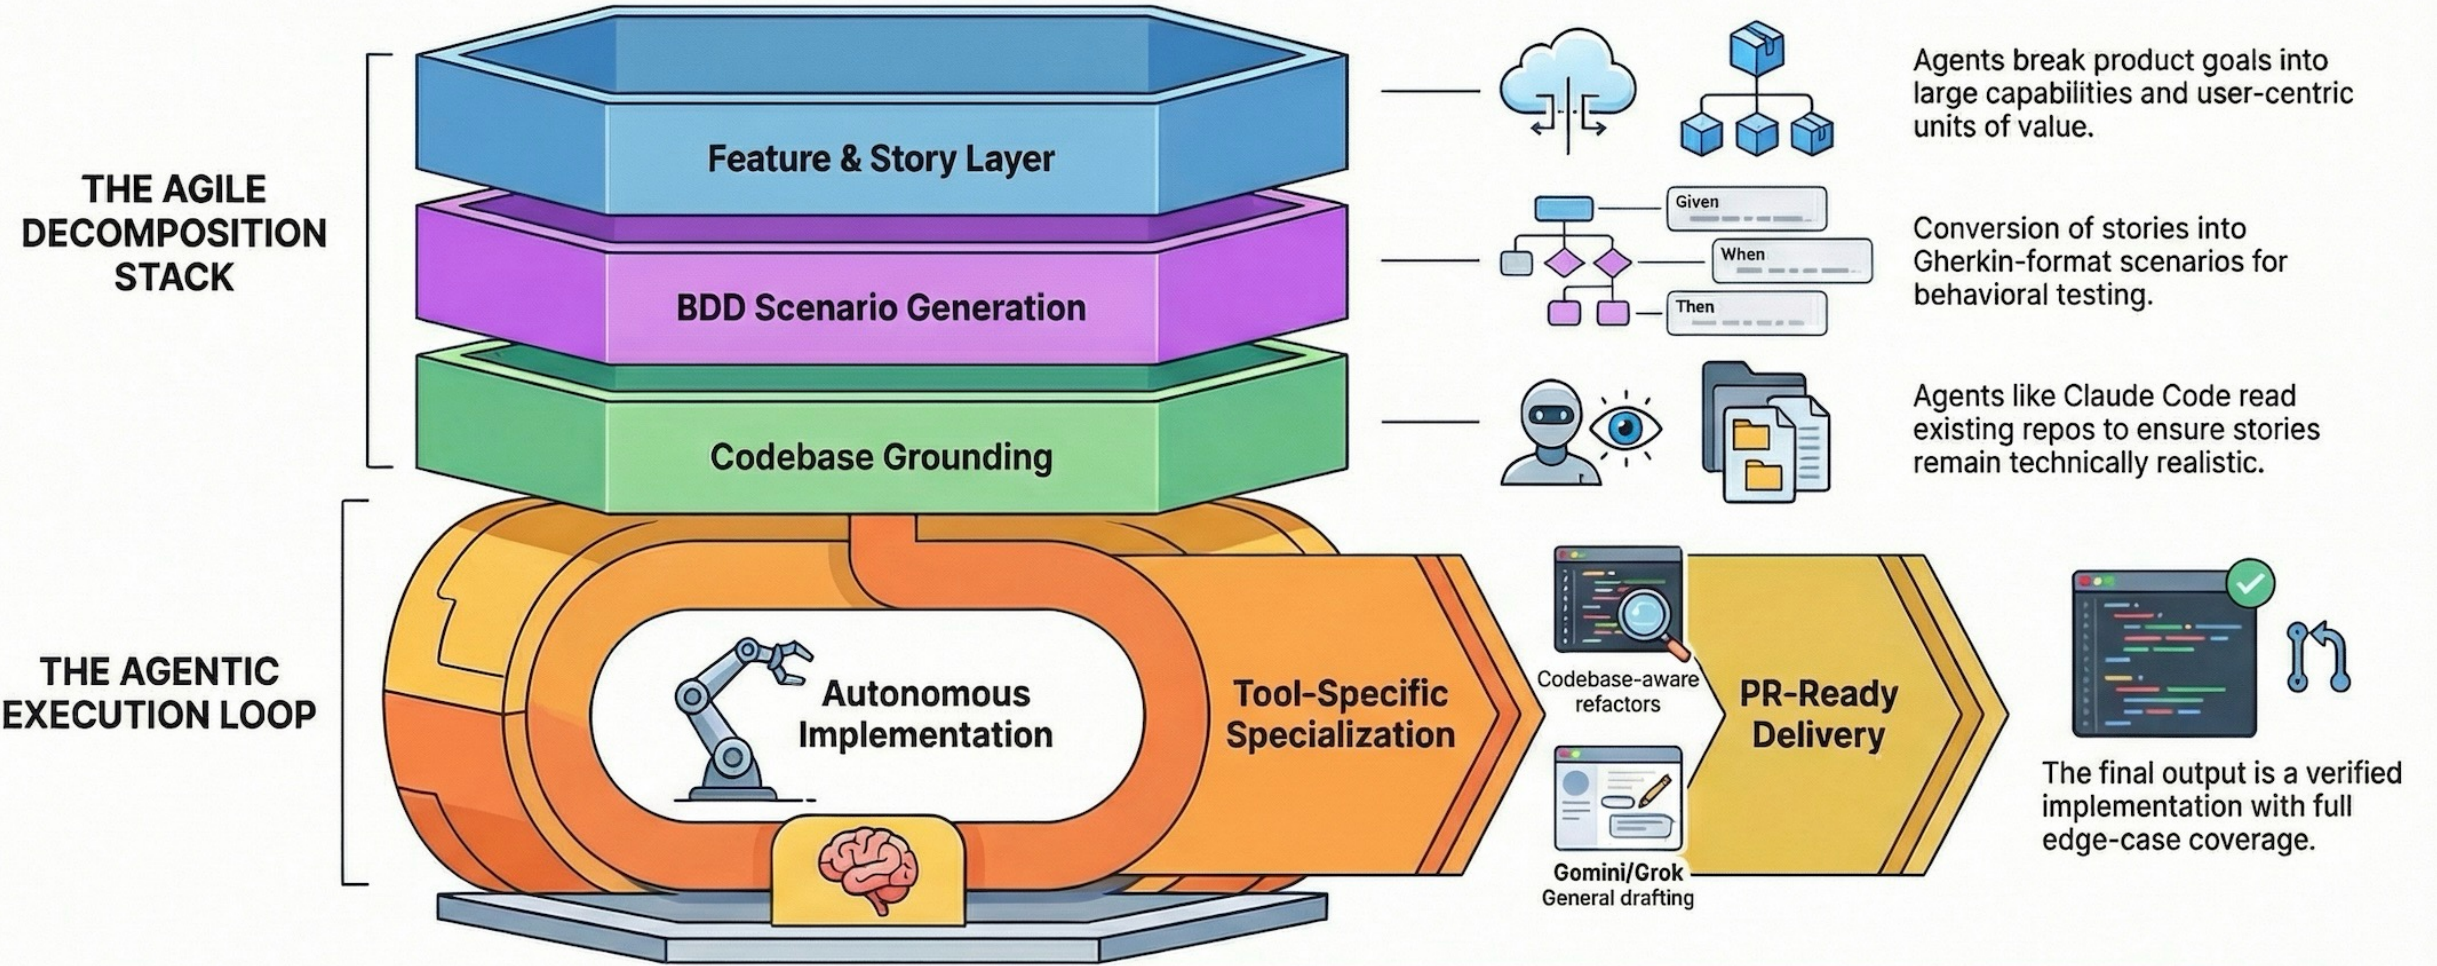 THE AGILE
DECOMPOSITION
STACK
Feature & Story Layer
Agents break product goals into
large capabilities and user-centric
units of value.
BDD Scenario Generation
Given
When
Then
Conversion of stories into
Gherkin-format scenarios for
behavioral testing.
Codebase Grounding
Agents like Claude Code read
existing repos to ensure stories
remain technically realistic.
THE AGENTIC
EXECUTION LOOP
Autonomous
Implementation
Tool-Specific
Specialization
Codebase-aware
refactors
Gomini/Grok
General drafting
PR-Ready
Delivery
The final output is a verified
implementation with full
edge-case coverage.